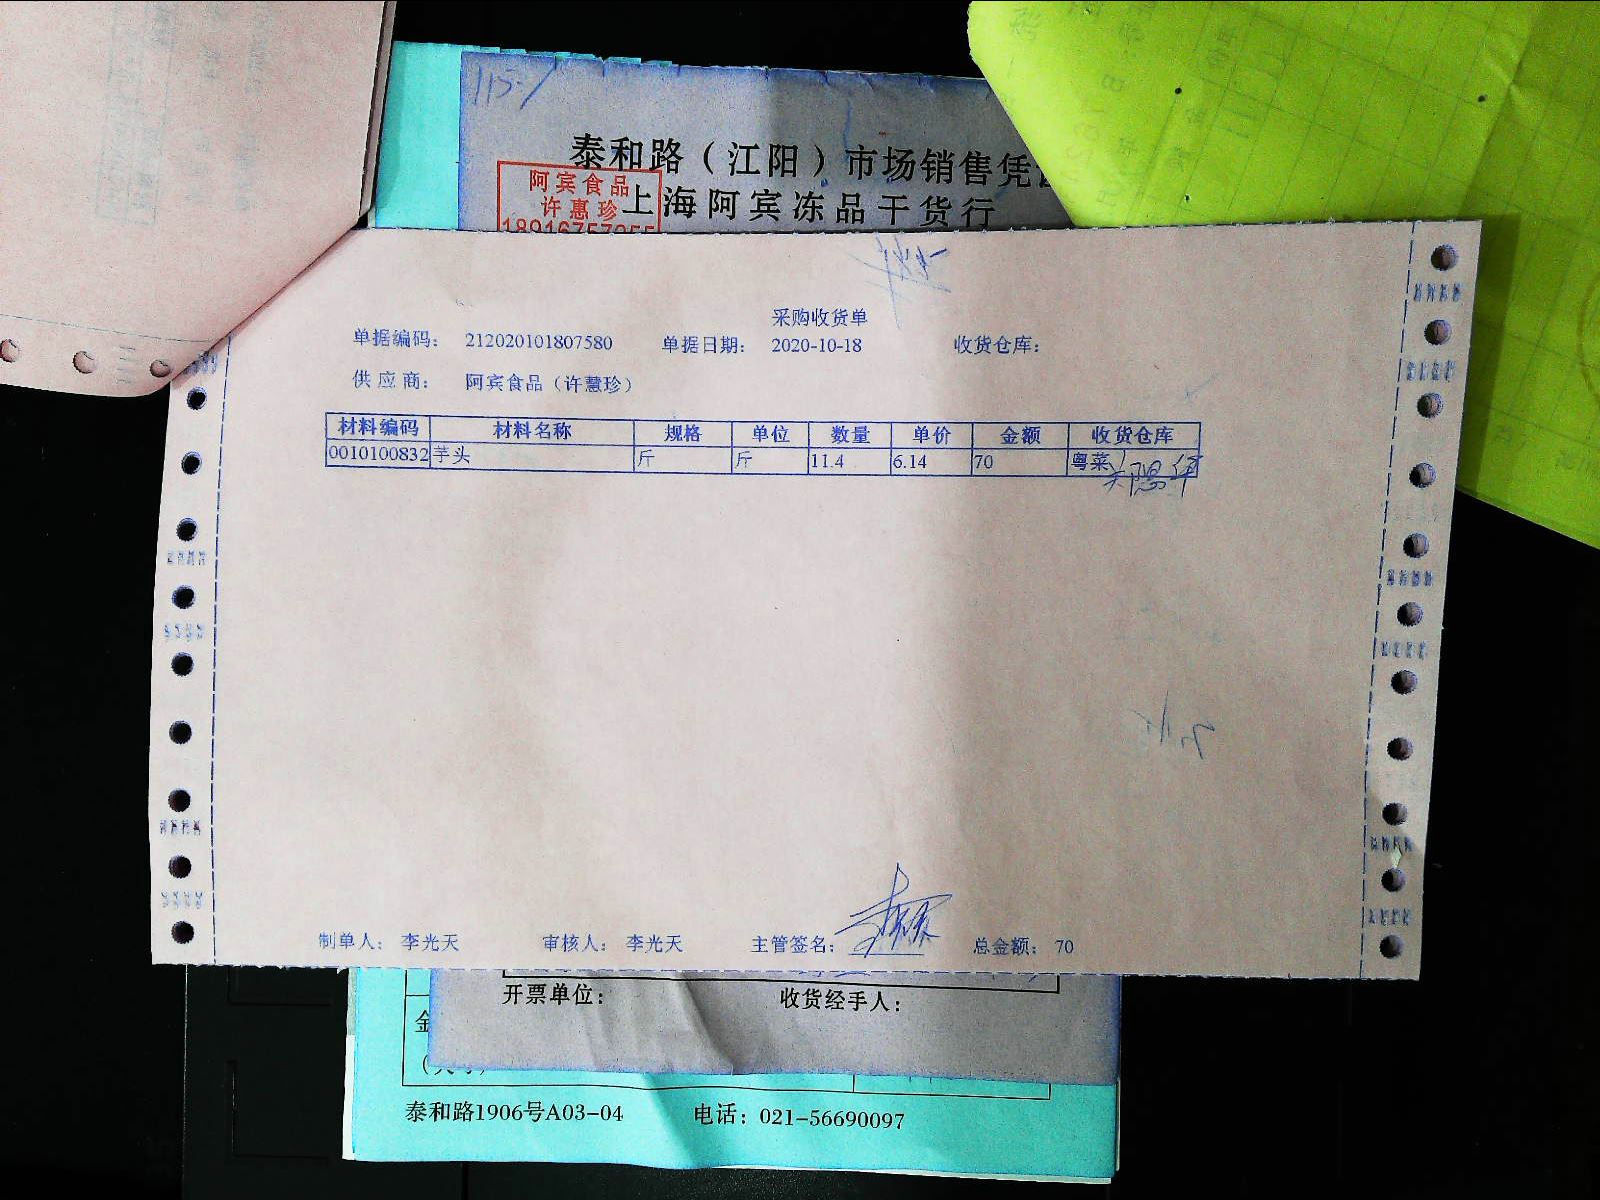 115-
泰和路（江阳）市场销售凭
阿宾食品
许惠珍
上海阿宾冻品干货行
采购收货单
单据编码： 212020101807580 单据日期： 2020-10-18 收货仓库：
供应商： 阿宾食品（许慧珍）
材料编码 材料名称 规格 单位 数量 单价 金额 收货仓库
0010100832 芋头 斤 斤 11.4 6.14 70 粤菜
制单人： 李光天 审核人： 李光天 主管签名： 总金额： 70
开票单位： 收货经手人：
金
泰和路1906号A03-04 电话：021-56690097